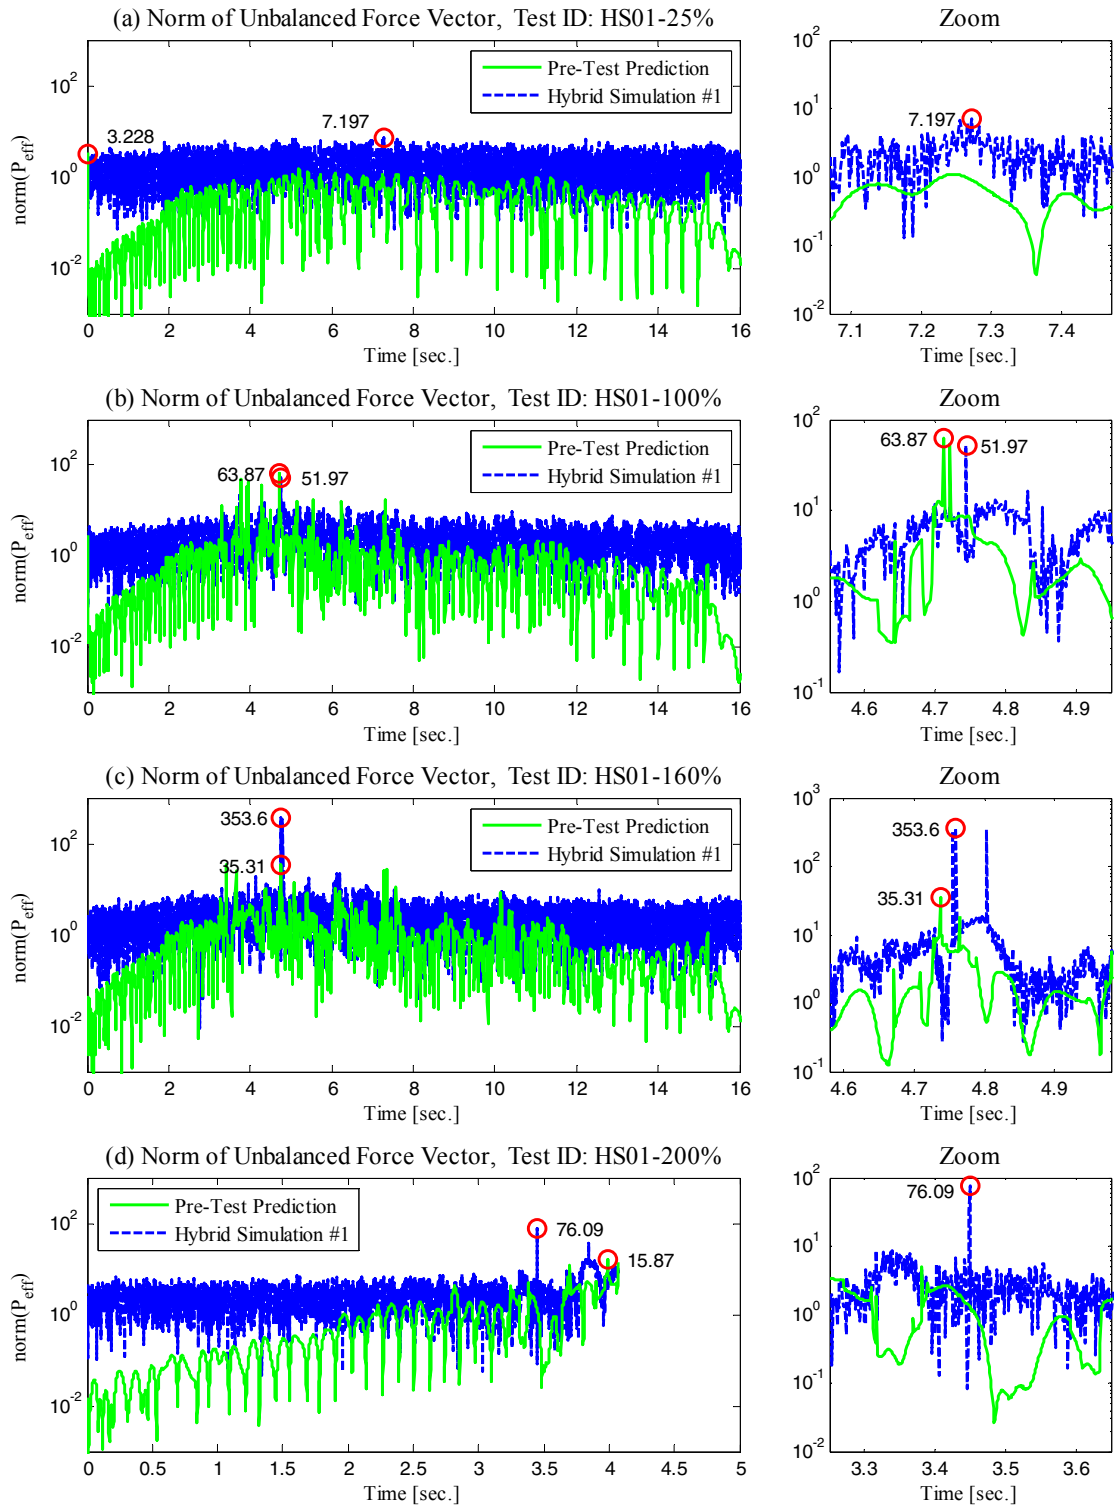 (a) Norm of Unbalanced Force Vector, Test ID: HS01-25%
Zoom
norm(P_eff)
10^2
10^0
10^-2
3.228
7.197
Pre-Test Prediction
Hybrid Simulation #1
0 2 4 6 8 10 12 14 16
Time [sec.]
10^2
10^1
10^0
10^-1
10^-2
7.197
7.1 7.2 7.3 7.4
Time [sec.]
(b) Norm of Unbalanced Force Vector, Test ID: HS01-100%
Zoom
norm(P_eff)
10^2
10^0
10^-2
63.87
51.97
Pre-Test Prediction
Hybrid Simulation #1
0 2 4 6 8 10 12 14 16
Time [sec.]
10^2
10^1
10^0
10^-1
63.87
51.97
4.6 4.7 4.8 4.9
Time [sec.]
(c) Norm of Unbalanced Force Vector, Test ID: HS01-160%
Zoom
norm(P_eff)
10^2
10^0
10^-2
353.6
35.31
Pre-Test Prediction
Hybrid Simulation #1
0 2 4 6 8 10 12 14 16
Time [sec.]
10^3
10^2
10^1
10^0
10^-1
353.6
35.31
4.6 4.7 4.8 4.9
Time [sec.]
(d) Norm of Unbalanced Force Vector, Test ID: HS01-200%
Zoom
norm(P_eff)
10^2
10^0
10^-2
Pre-Test Prediction
Hybrid Simulation #1
76.09
15.87
0 0.5 1 1.5 2 2.5 3 3.5 4 4.5 5
Time [sec.]
10^2
10^1
10^0
10^-1
10^-2
76.09
3.3 3.4 3.5 3.6
Time [sec.]